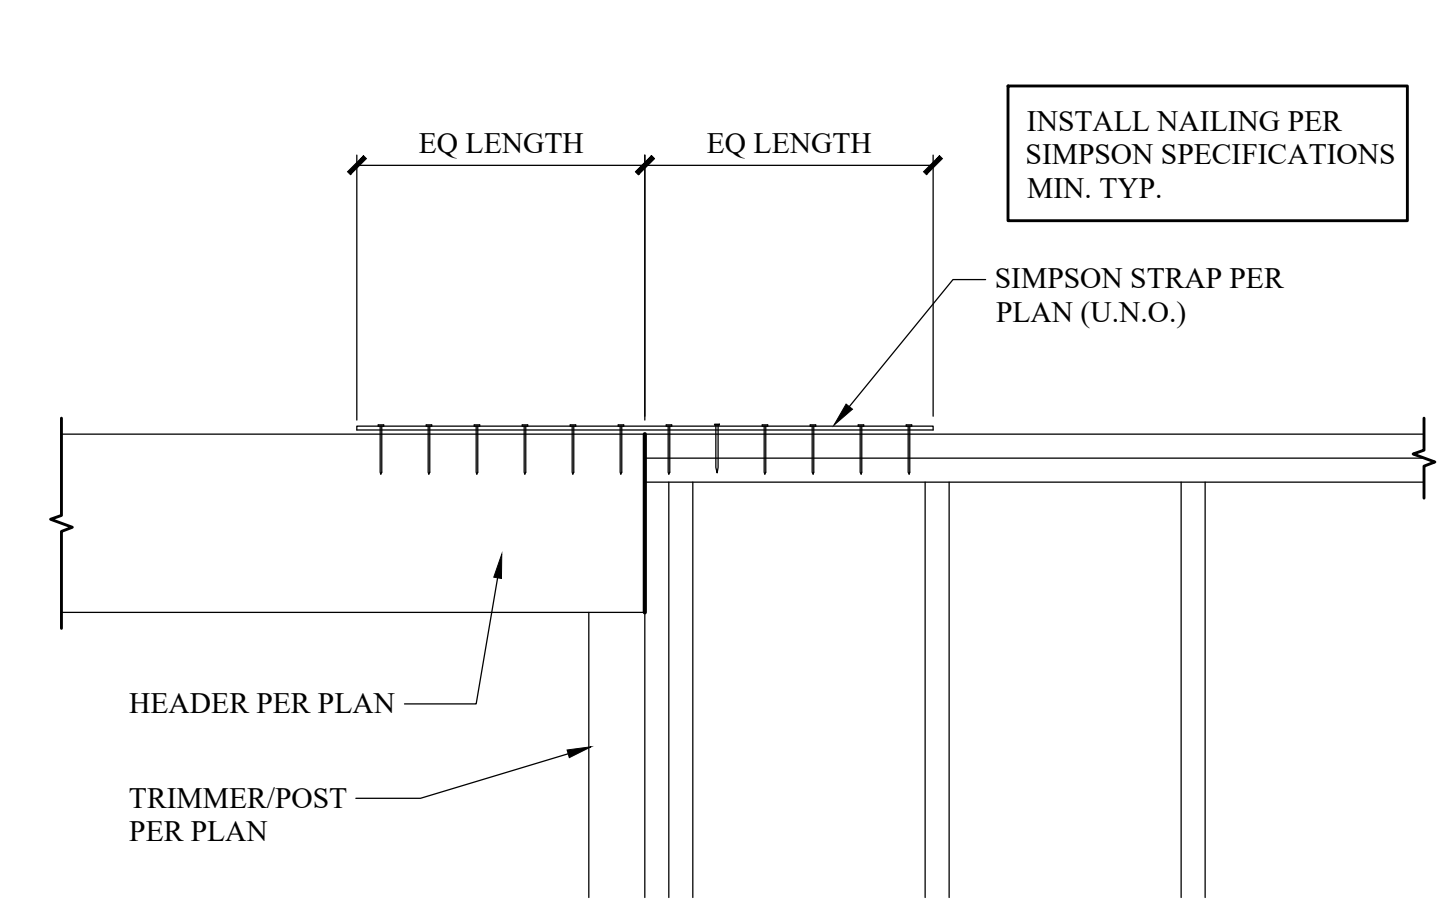 EQ LENGTH
EQ LENGTH
INSTALL NAILING PER
SIMPSON SPECIFICATIONS
MIN. TYP.
SIMPSON STRAP PER
PLAN (U.N.O.)
HEADER PER PLAN
TRIMMER/POST
PER PLAN